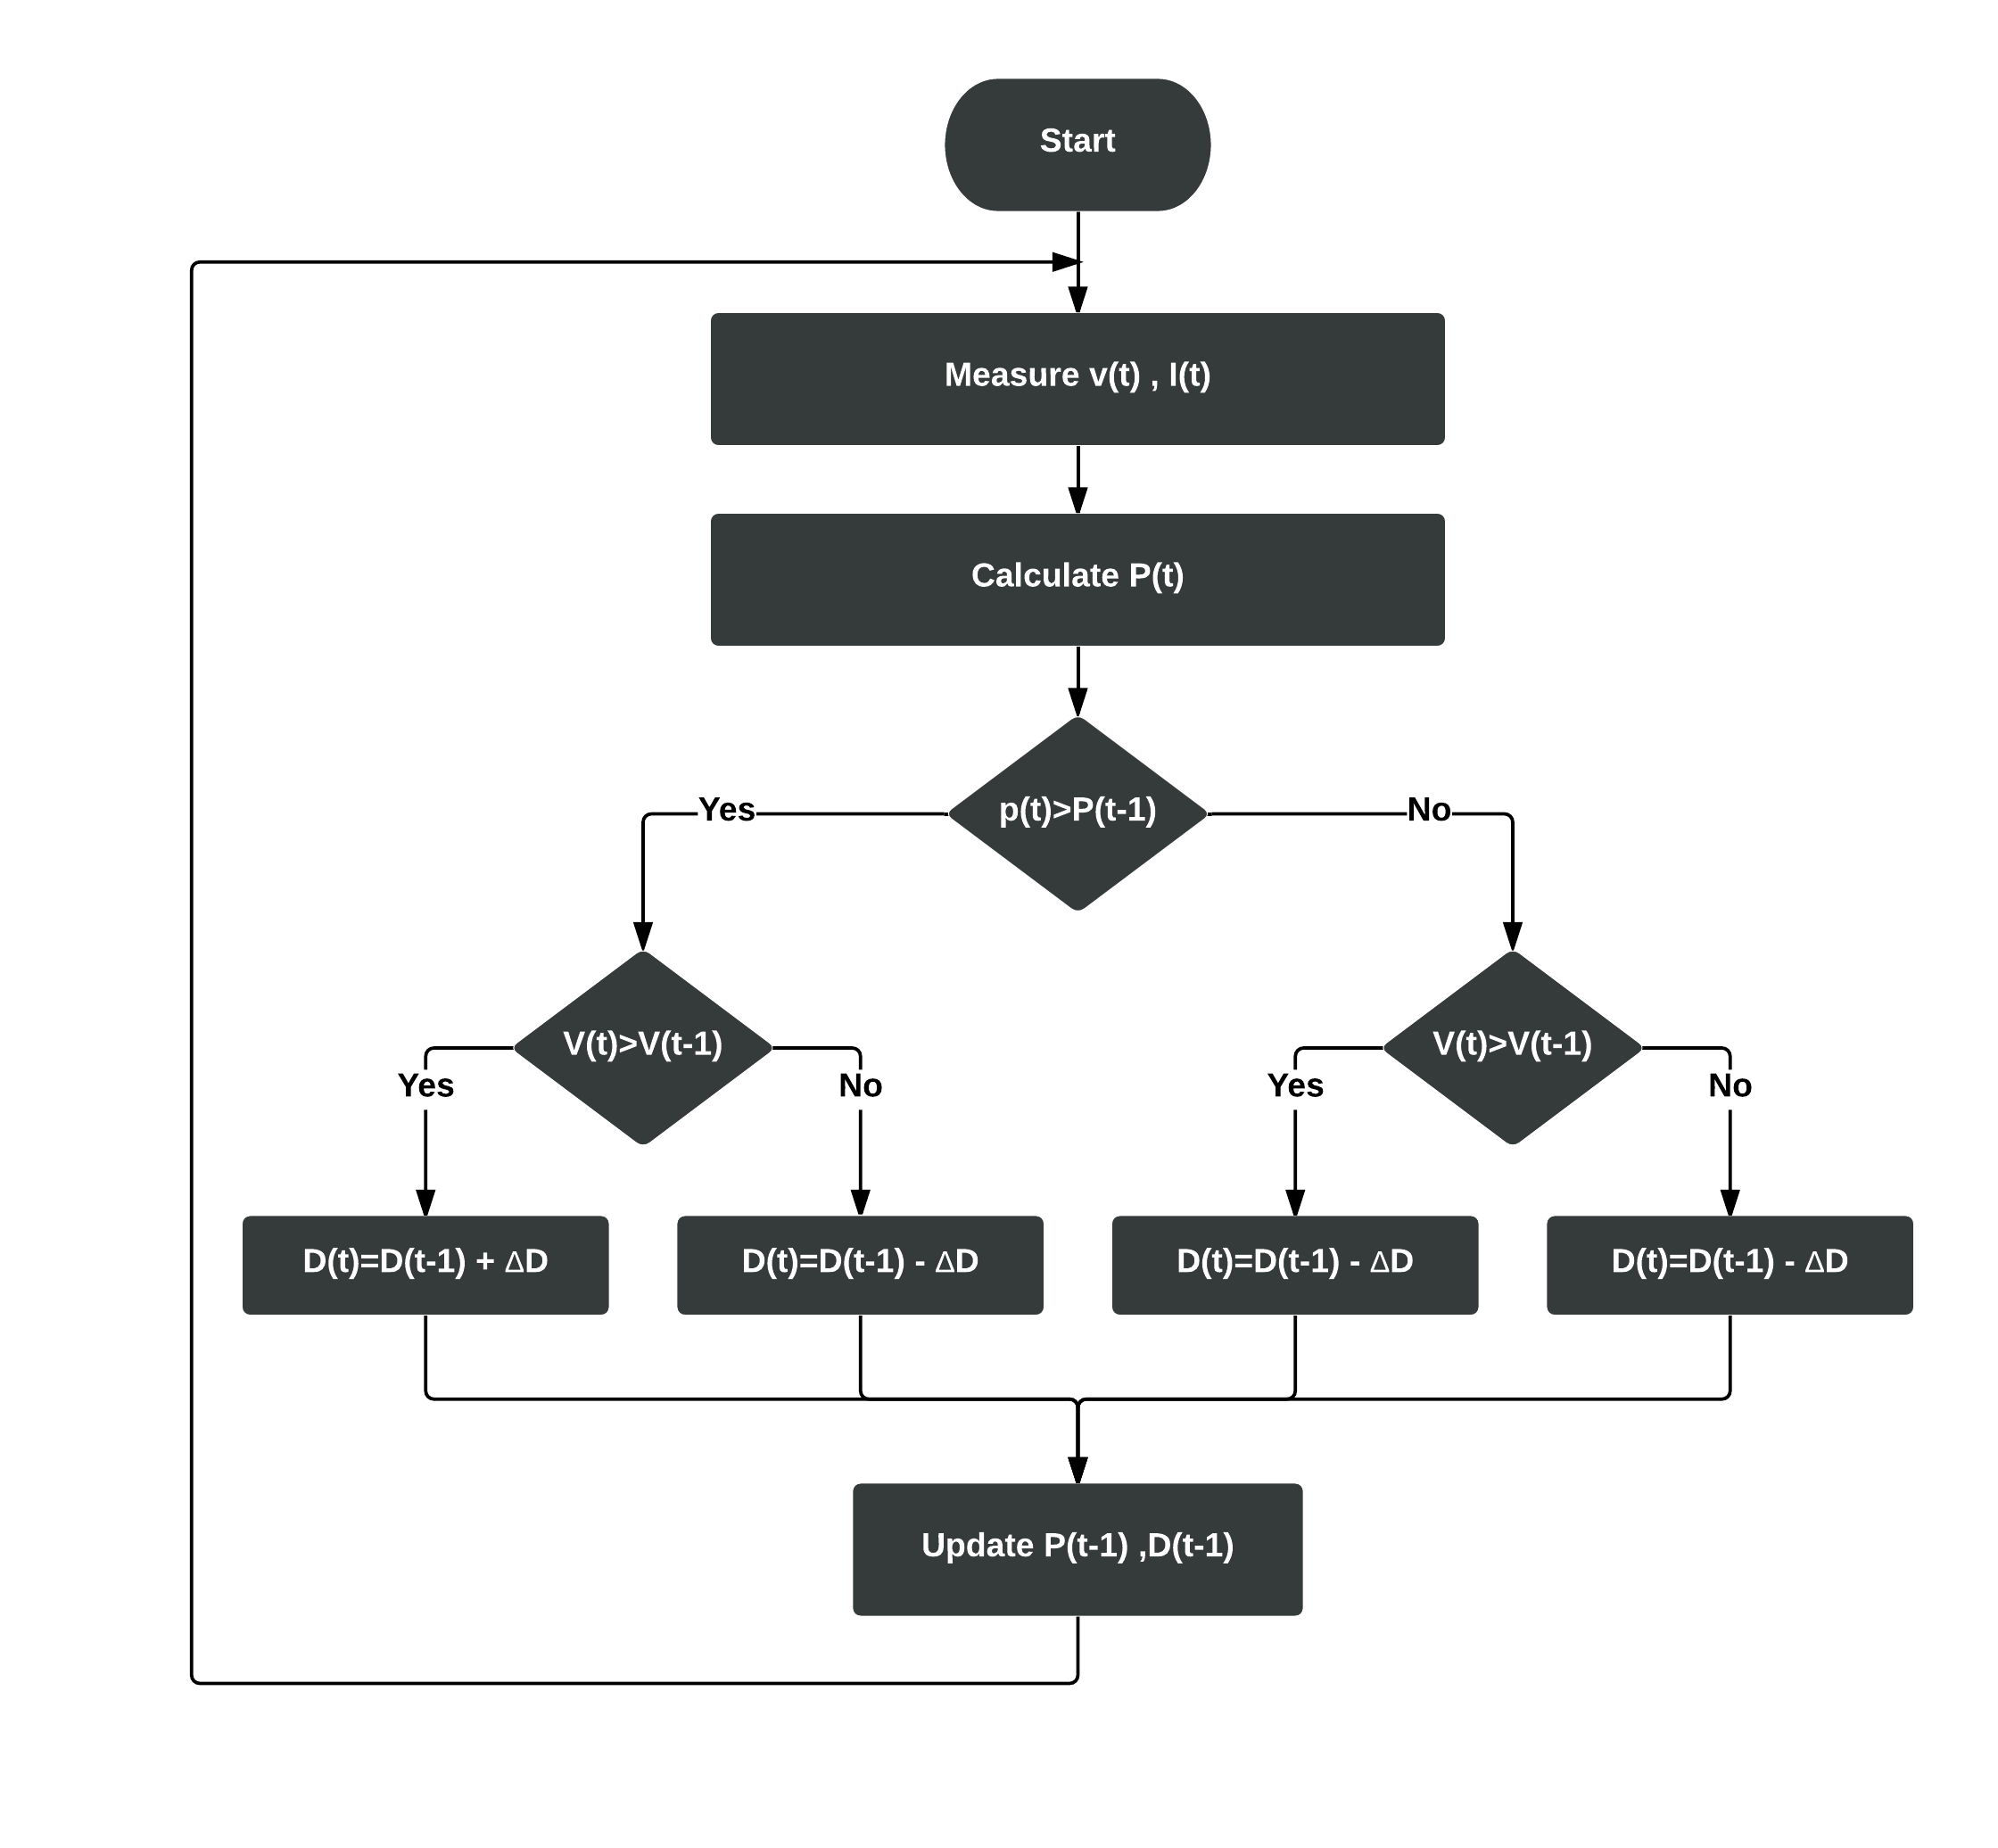 Start
Measure v(t) , I(t)
Calculate P(t)
p(t)>P(t-1)
Yes
No
V(t)>V(t-1)
V(t)>V(t-1)
Yes
No
Yes
No
D(t)=D(t-1) + ΔD
D(t)=D(t-1) - ΔD
D(t)=D(t-1) - ΔD
D(t)=D(t-1) - ΔD
Update P(t-1) ,D(t-1)